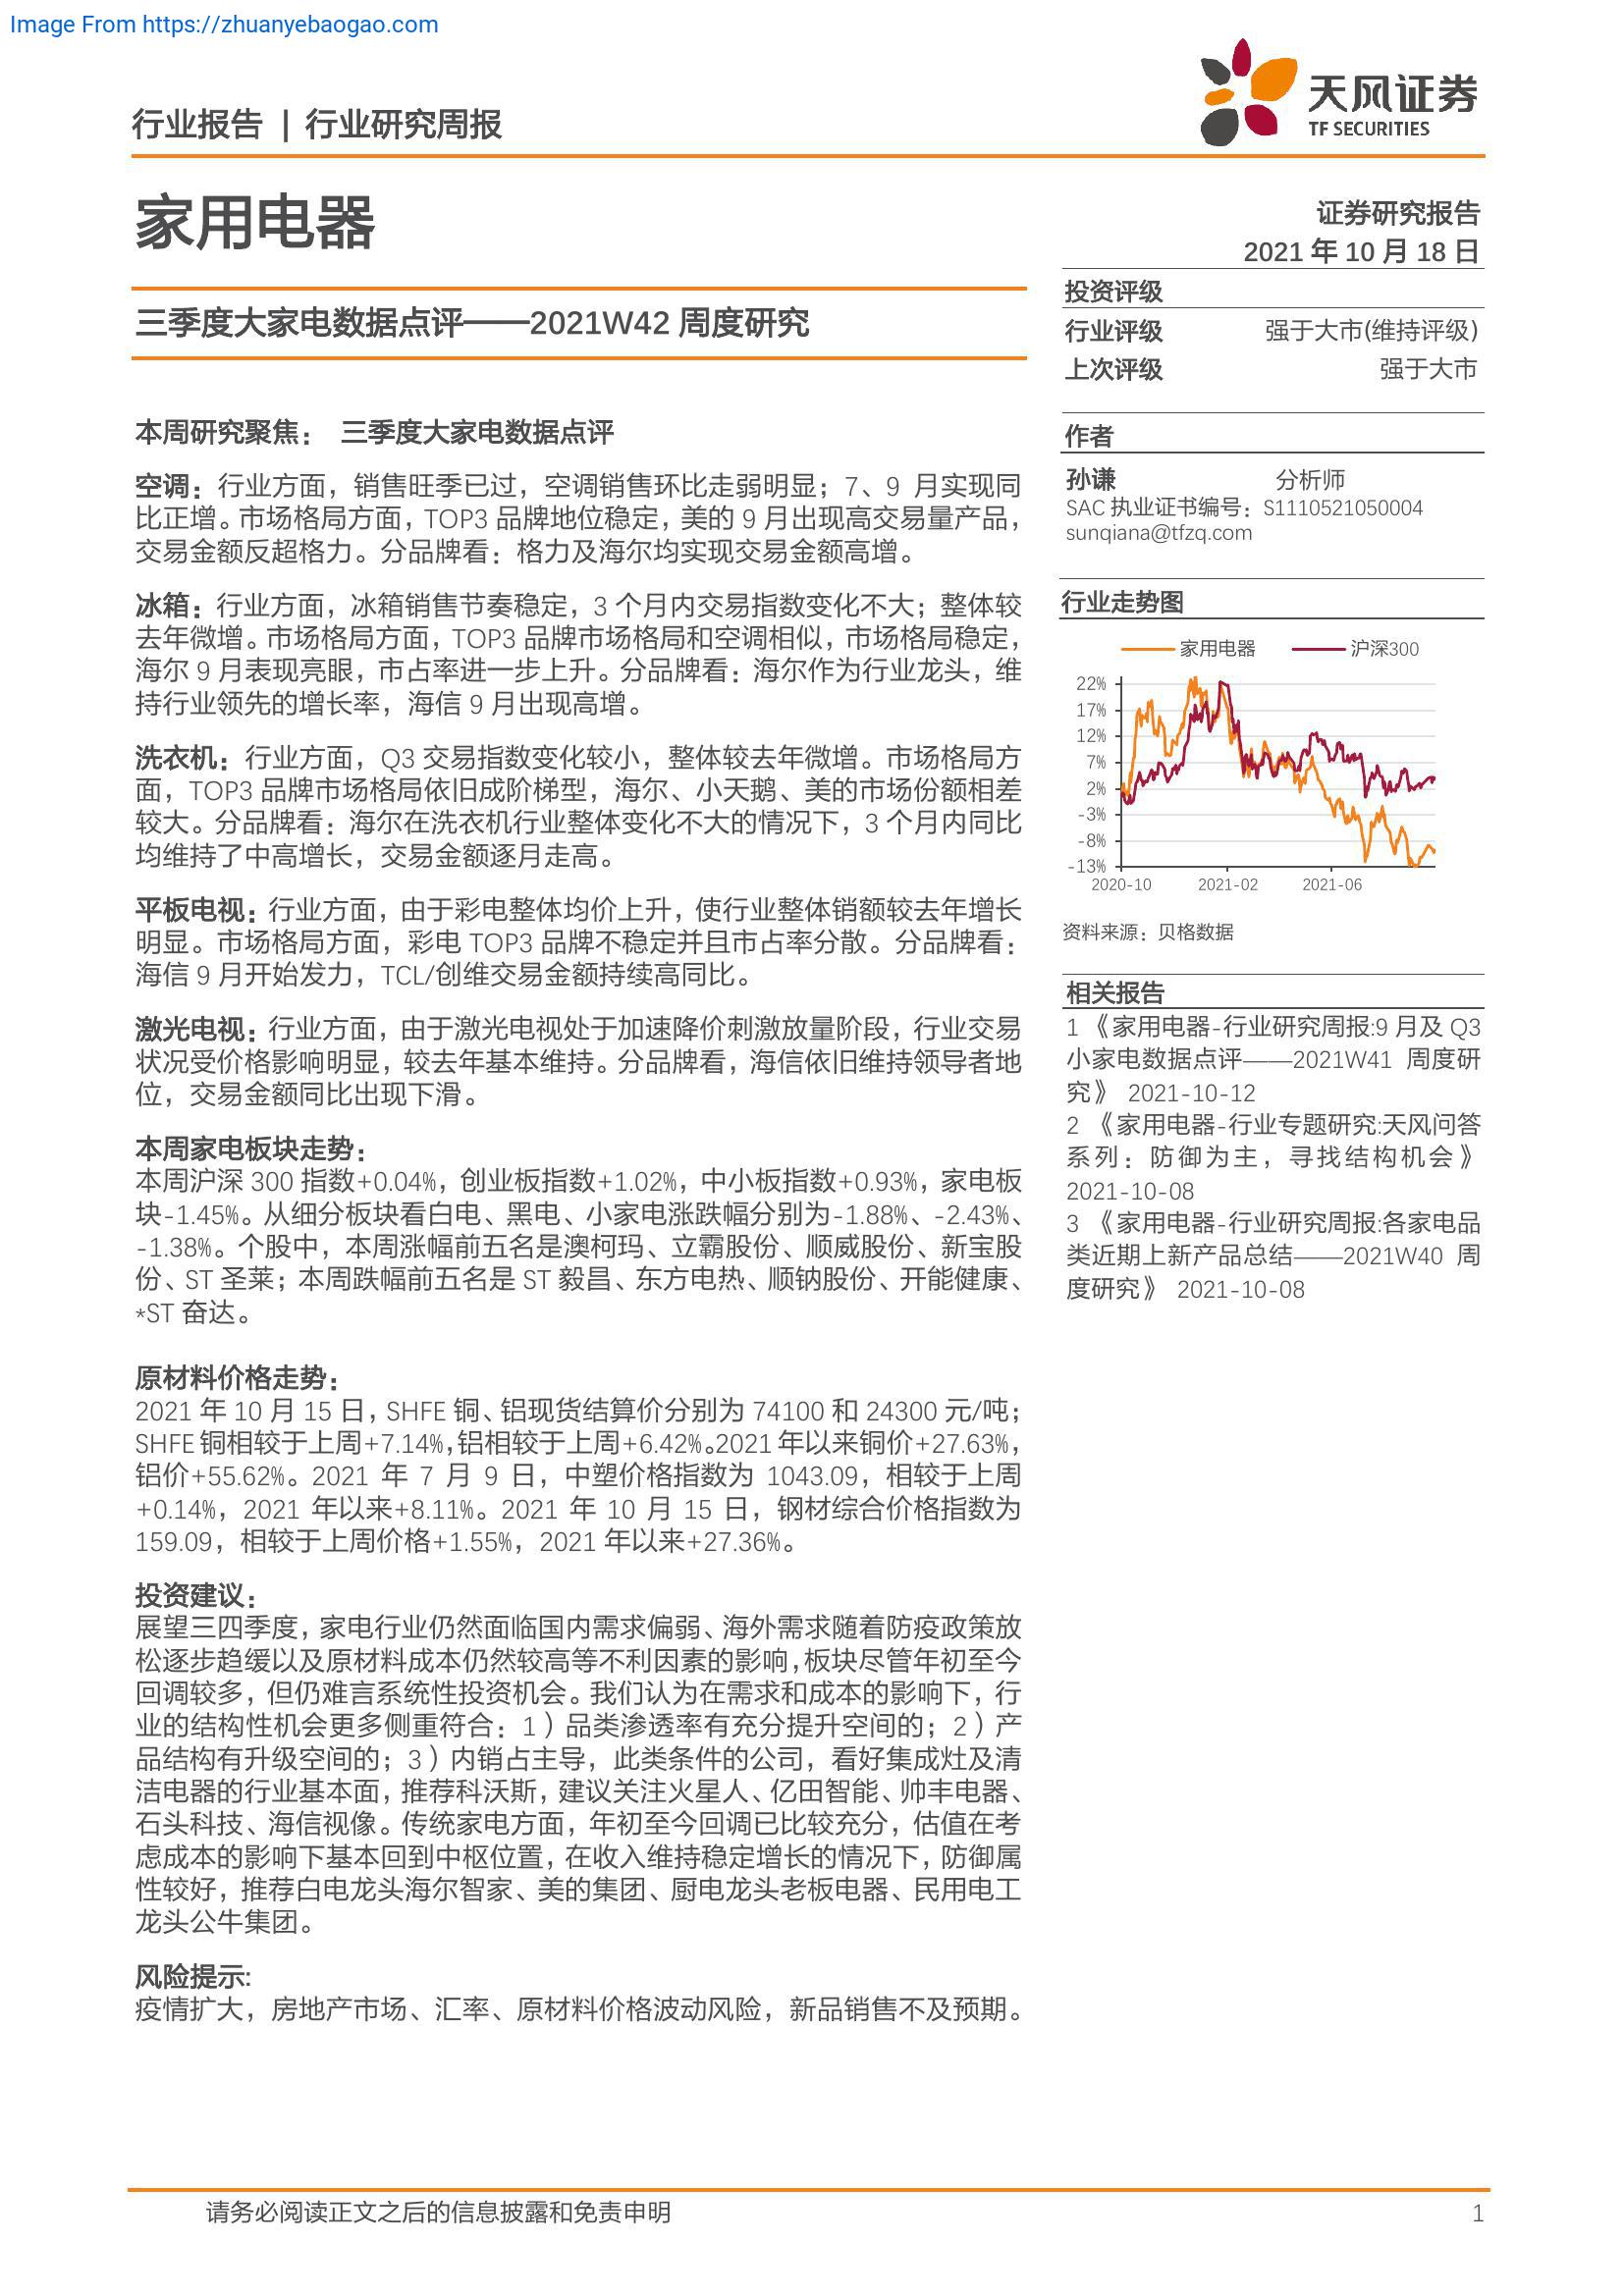 Image From https://zhuanyebaogao.com
行业报告 | 行业研究周报
天风证券
TF SECURITIES
家用电器
证券研究报告
2021 年 10 月 18 日
三季度大家电数据点评——2021W42 周度研究
本周研究聚焦： 三季度大家电数据点评
空调：行业方面，销售旺季已过，空调销售环比走弱明显；7、9 月实现同
比正增。市场格局方面，TOP3 品牌地位稳定，美的 9 月出现高交易量产品，
交易金额反超格力。分品牌看：格力及海尔均实现交易金额高增。
冰箱：行业方面，冰箱销售节奏稳定，3 个月内交易指数变化不大；整体较
去年微增。市场格局方面，TOP3 品牌市场格局和空调相似，市场格局稳定，
海尔 9 月表现亮眼，市占率进一步上升。分品牌看：海尔作为行业龙头，维
持行业领先的增长率，海信 9 月出现高增。
洗衣机：行业方面，Q3 交易指数变化较小，整体较去年微增。市场格局方
面，TOP3 品牌市场格局依旧成阶梯型，海尔、小天鹅、美的市场份额相差
较大。分品牌看：海尔在洗衣机行业整体变化不大的情况下，3 个月内同比
均维持了中高增长，交易金额逐月走高。
平板电视：行业方面，由于彩电整体均价上升，使行业整体销额较去年增长
明显。市场格局方面，彩电 TOP3 品牌不稳定并且市占率分散。分品牌看：
海信 9 月开始发力，TCL/创维交易金额持续高同比。
激光电视：行业方面，由于激光电视处于加速降价刺激放量阶段，行业交易
状况受价格影响明显，较去年基本维持。分品牌看，海信依旧维持领导者地
位，交易金额同比出现下滑。
本周家电板块走势：
本周沪深 300 指数+0.04%，创业板指数+1.02%，中小板指数+0.93%，家电板
块-1.45%。从细分板块看白电、黑电、小家电涨跌幅分别为-1.88%、-2.43%、
-1.38%。个股中，本周涨幅前五名是澳柯玛、立霸股份、顺威股份、新宝股
份、ST 圣莱；本周跌幅前五名是 ST 毅昌、东方电热、顺钠股份、开能健康、
*ST 奋达。
原材料价格走势：
2021 年 10 月 15 日，SHFE 铜、铝现货结算价分别为 74100 和 24300 元/吨；
SHFE 铜相较于上周+7.14%，铝相较于上周+6.42%。2021 年以来铜价+27.63%，
铝价+55.62%。2021 年 7 月 9 日，中塑价格指数为 1043.09，相较于上周
+0.14%，2021 年以来+8.11%。2021 年 10 月 15 日，钢材综合价格指数为
159.09，相较于上周价格+1.55%，2021 年以来+27.36%。
投资建议：
展望三四季度，家电行业仍然面临国内需求偏弱、海外需求随着防疫政策放
松逐步趋缓以及原材料成本仍然较高等不利因素的影响，板块尽管年初至今
回调较多，但仍难言系统性投资机会。我们认为在需求和成本的影响下，行
业的结构性机会更多侧重符合：1）品类渗透率有充分提升空间的；2）产
品结构有升级空间的；3）内销占主导，此类条件的公司，看好集成灶及清
洁电器的行业基本面，推荐科沃斯，建议关注火星人、亿田智能、帅丰电器、
石头科技、海信视像。传统家电方面，年初至今回调已比较充分，估值在考
虑成本的影响下基本回到中枢位置，在收入维持稳定增长的情况下，防御属
性较好，推荐白电龙头海尔智家、美的集团、厨电龙头老板电器、民用电工
龙头公牛集团。
风险提示:
疫情扩大，房地产市场、汇率、原材料价格波动风险，新品销售不及预期。
投资评级
行业评级 强于大市(维持评级)
上次评级 强于大市
作者
孙谦 分析师
SAC 执业证书编号：S1110521050004
sunqiana@tfzq.com
行业走势图
家用电器 沪深300
22%
17%
12%
7%
2%
-3%
-8%
-13%
2020-10 2021-02 2021-06
资料来源：贝格数据
相关报告
1 《家用电器-行业研究周报:9 月及 Q3
小家电数据点评——2021W41 周度研
究》 2021-10-12
2 《家用电器-行业专题研究:天风问答
系列：防御为主，寻找结构机会》
2021-10-08
3 《家用电器-行业研究周报:各家电品
类近期上新产品总结——2021W40 周
度研究》 2021-10-08
请务必阅读正文之后的信息披露和免责申明 1